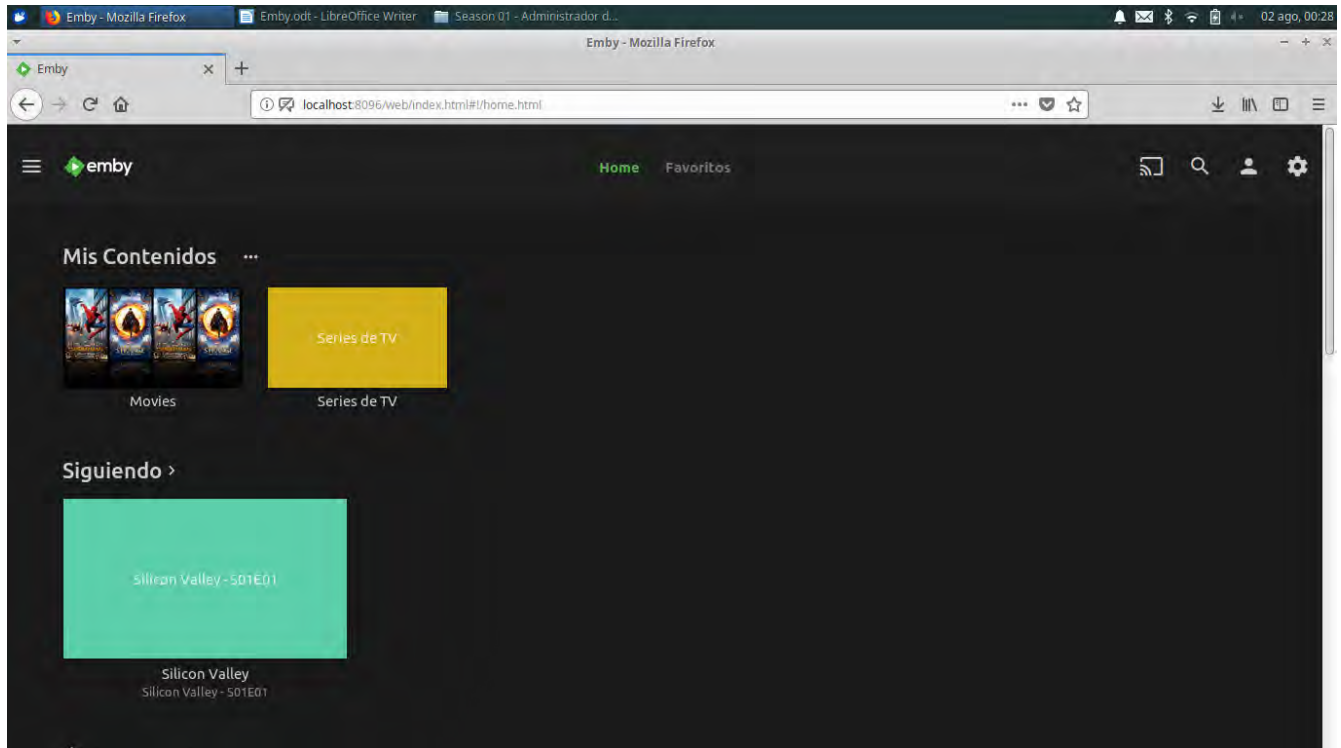 Emby - Mozilla Firefox
Emby.odt - LibreOffice Writer
Season 01 - Administrador d...
02 ago, 00:28
Emby - Mozilla Firefox
Emby
localhost:8096/web/index.html#!/home.html
emby
Home
Favoritos
Mis Contenidos
Series de TV
Movies
Series de TV
Siguiendo
Silicon Valley - S01E01
Silicon Valley
Silicon Valley - S01E01